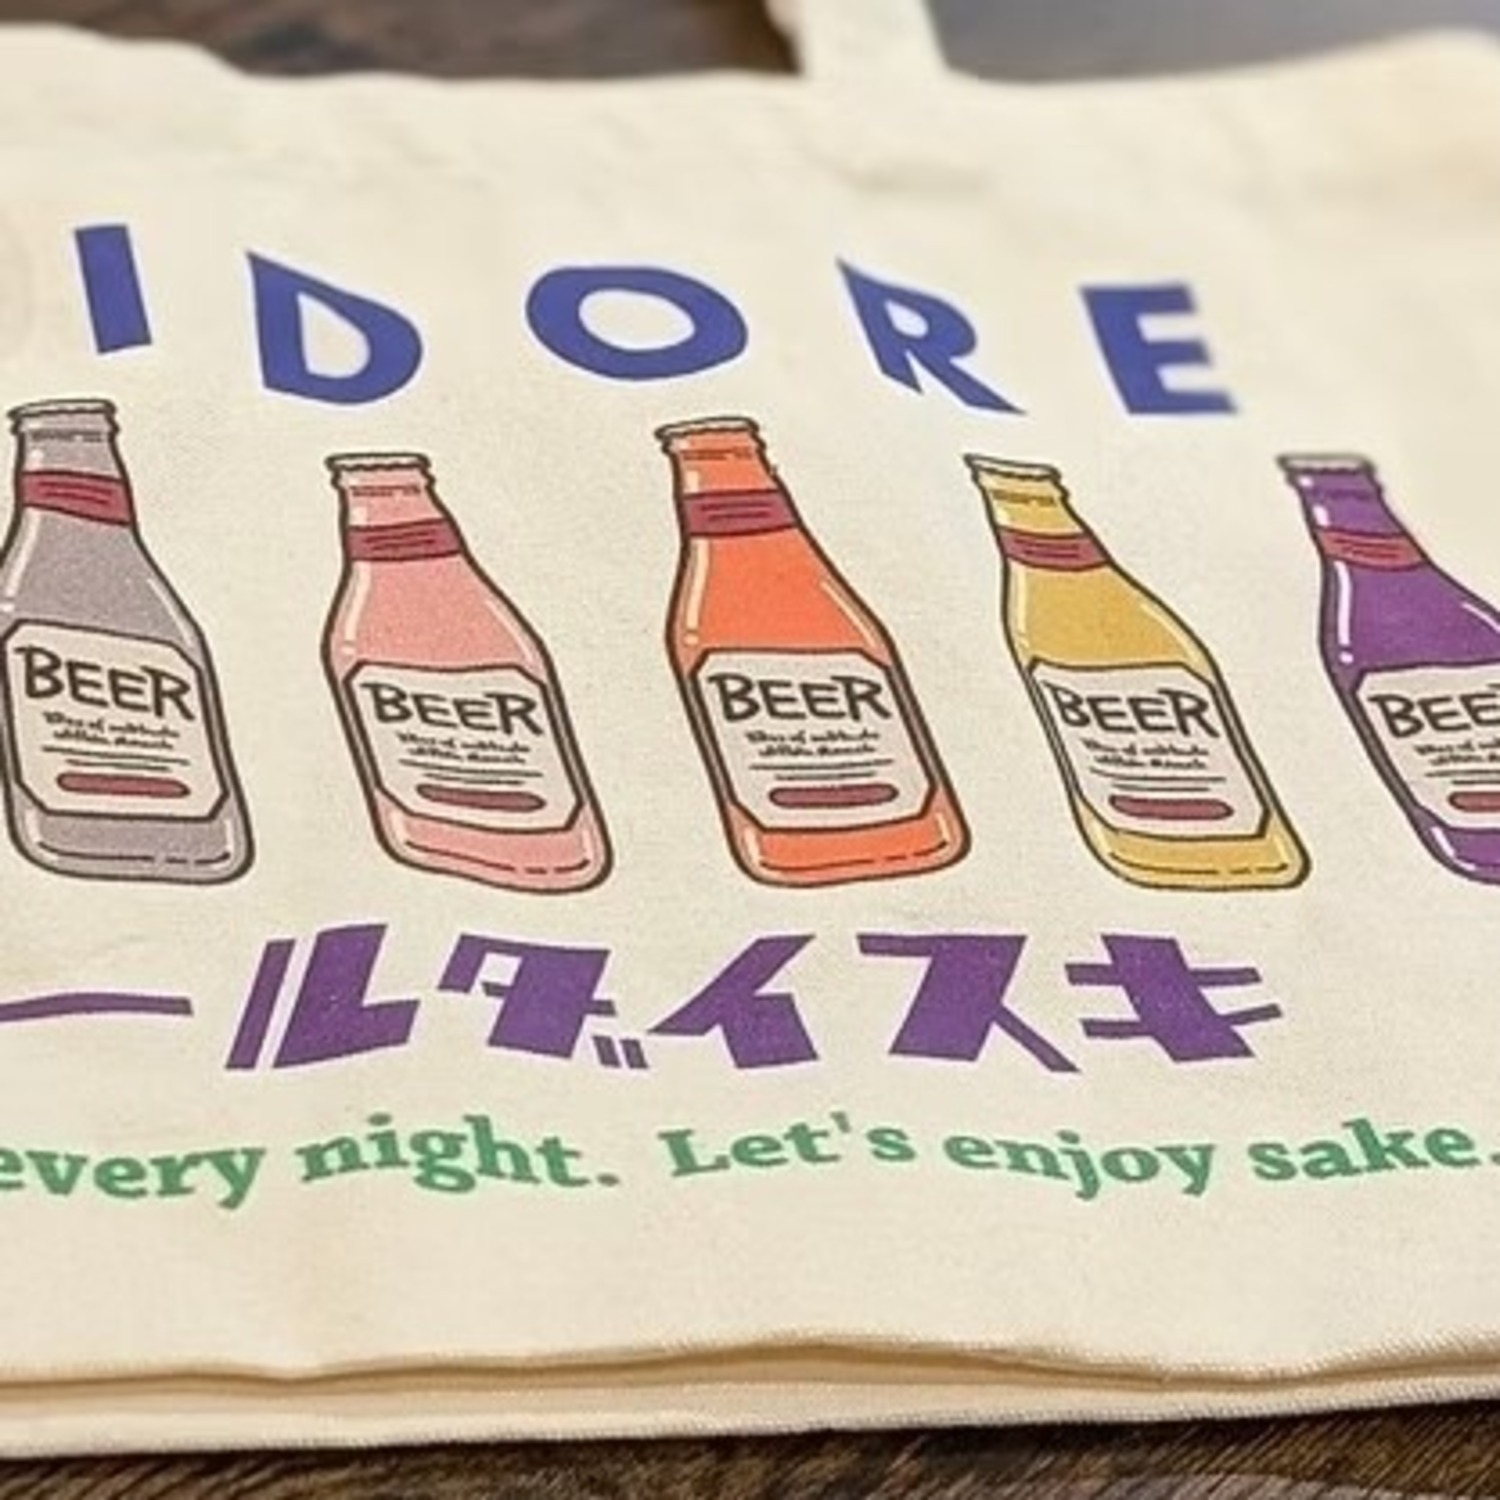 IDORE
BEER BEER BEER BEER BEE
ールダイスキ
every night. Let's enjoy sake.